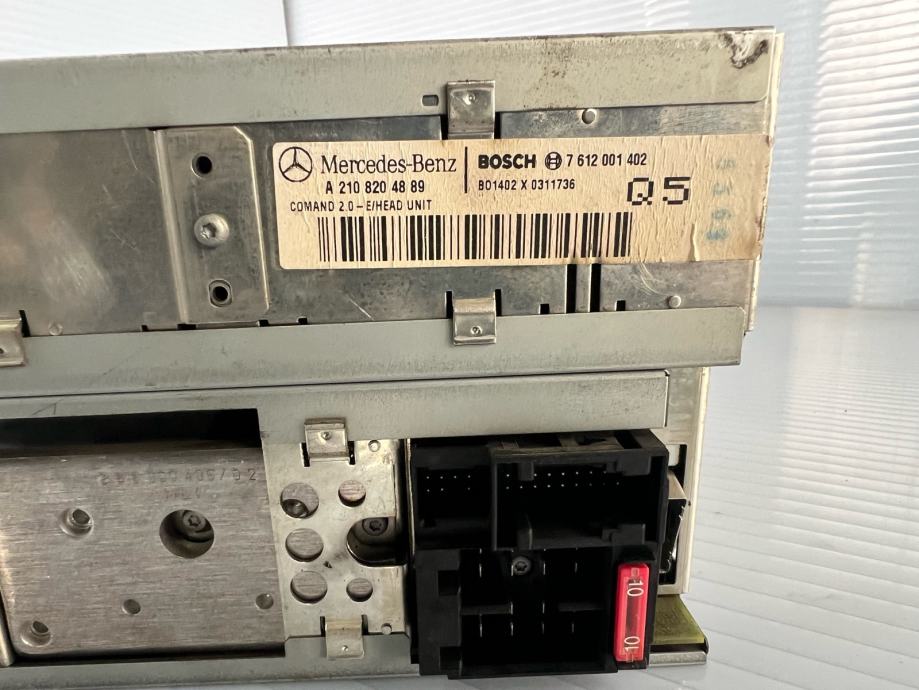 Mercedes-Benz
A 210 820 48 89
COMAND 2.0-E/HEAD UNIT
BOSCH 7 612 001 402
B01402 X 0311736
Q5
10
10